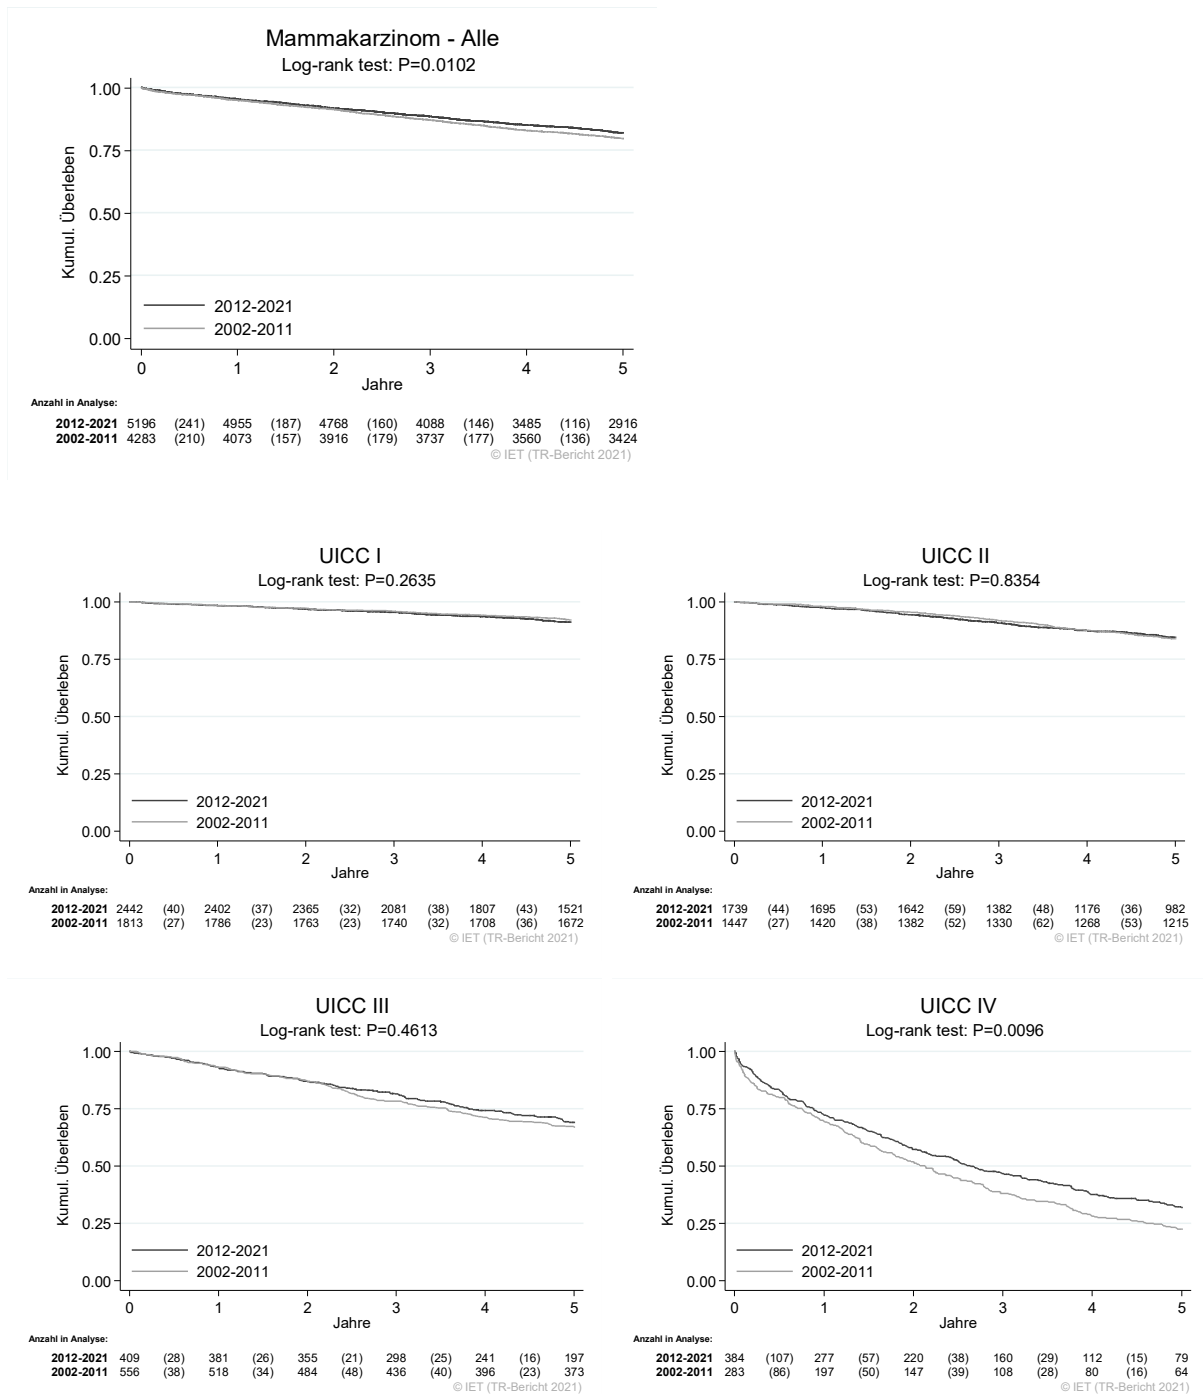 Mammakarzinom - Alle
Log-rank test: P=0.0102
1.00
0.75
0.50
0.25
0.00
Kumul. Überleben
2012-2021
2002-2011
0 1 2 3 4 5
Jahre
Anzahl in Analyse:
2012-2021 5196 (241) 4955 (187) 4768 (160) 4088 (146) 3485 (116) 2916
2002-2011 4283 (210) 4073 (157) 3916 (179) 3737 (177) 3560 (136) 3424
© IET (TR-Bericht 2021)
UICC I
Log-rank test: P=0.2635
1.00
0.75
0.50
0.25
0.00
Kumul. Überleben
2012-2021
2002-2011
0 1 2 3 4 5
Jahre
Anzahl in Analyse:
2012-2021 2442 (40) 2402 (37) 2365 (32) 2081 (38) 1807 (43) 1521
2002-2011 1813 (27) 1786 (23) 1763 (23) 1740 (32) 1708 (36) 1672
© IET (TR-Bericht 2021)
UICC II
Log-rank test: P=0.8354
1.00
0.75
0.50
0.25
0.00
Kumul. Überleben
2012-2021
2002-2011
0 1 2 3 4 5
Jahre
Anzahl in Analyse:
2012-2021 1739 (44) 1695 (53) 1642 (59) 1382 (48) 1176 (36) 982
2002-2011 1447 (27) 1420 (38) 1382 (52) 1330 (62) 1268 (53) 1215
© IET (TR-Bericht 2021)
UICC III
Log-rank test: P=0.4613
1.00
0.75
0.50
0.25
0.00
Kumul. Überleben
2012-2021
2002-2011
0 1 2 3 4 5
Jahre
Anzahl in Analyse:
2012-2021 409 (28) 381 (26) 355 (21) 298 (25) 241 (16) 197
2002-2011 556 (38) 518 (34) 484 (48) 436 (40) 396 (23) 373
© IET (TR-Bericht 2021)
UICC IV
Log-rank test: P=0.0096
1.00
0.75
0.50
0.25
0.00
Kumul. Überleben
2012-2021
2002-2011
0 1 2 3 4 5
Jahre
Anzahl in Analyse:
2012-2021 384 (107) 277 (57) 220 (38) 160 (29) 112 (15) 79
2002-2011 283 (86) 197 (50) 147 (39) 108 (28) 80 (16) 64
© IET (TR-Bericht 2021)